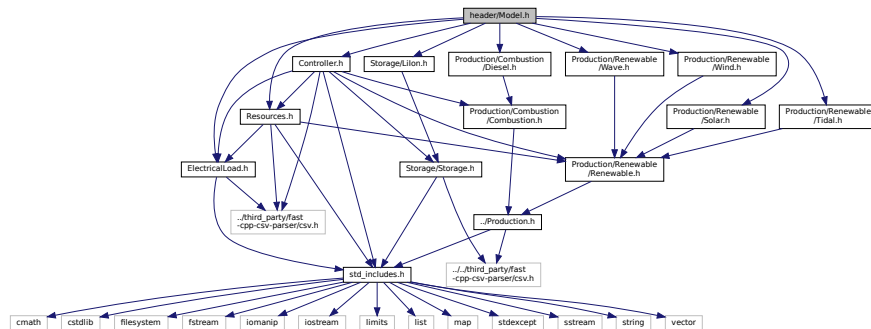 header/Model.h
Controller.h
Storage/LiIon.h
Production/Combustion
/Diesel.h
Production/Renewable
/Wave.h
Production/Renewable
/Wind.h
Resources.h
Production/Combustion
/Combustion.h
Production/Renewable
/Solar.h
Production/Renewable
/Tidal.h
ElectricalLoad.h
Storage/Storage.h
Production/Renewable
/Renewable.h
../third_party/fast
-cpp-csv-parser/csv.h
../Production.h
std_includes.h
../../third_party/fast
-cpp-csv-parser/csv.h
cmath
cstdlib
filesystem
fstream
iomanip
iostream
limits
list
map
stdexcept
sstream
string
vector